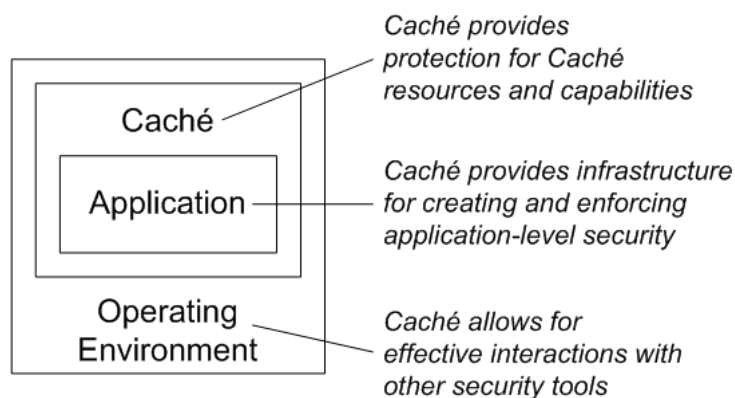 Caché provides
protection for Caché
resources and capabilities
Caché
Caché provides infrastructure
for creating and enforcing
application-level security
Application
Operating
Environment
Caché allows for
effective interactions with
other security tools